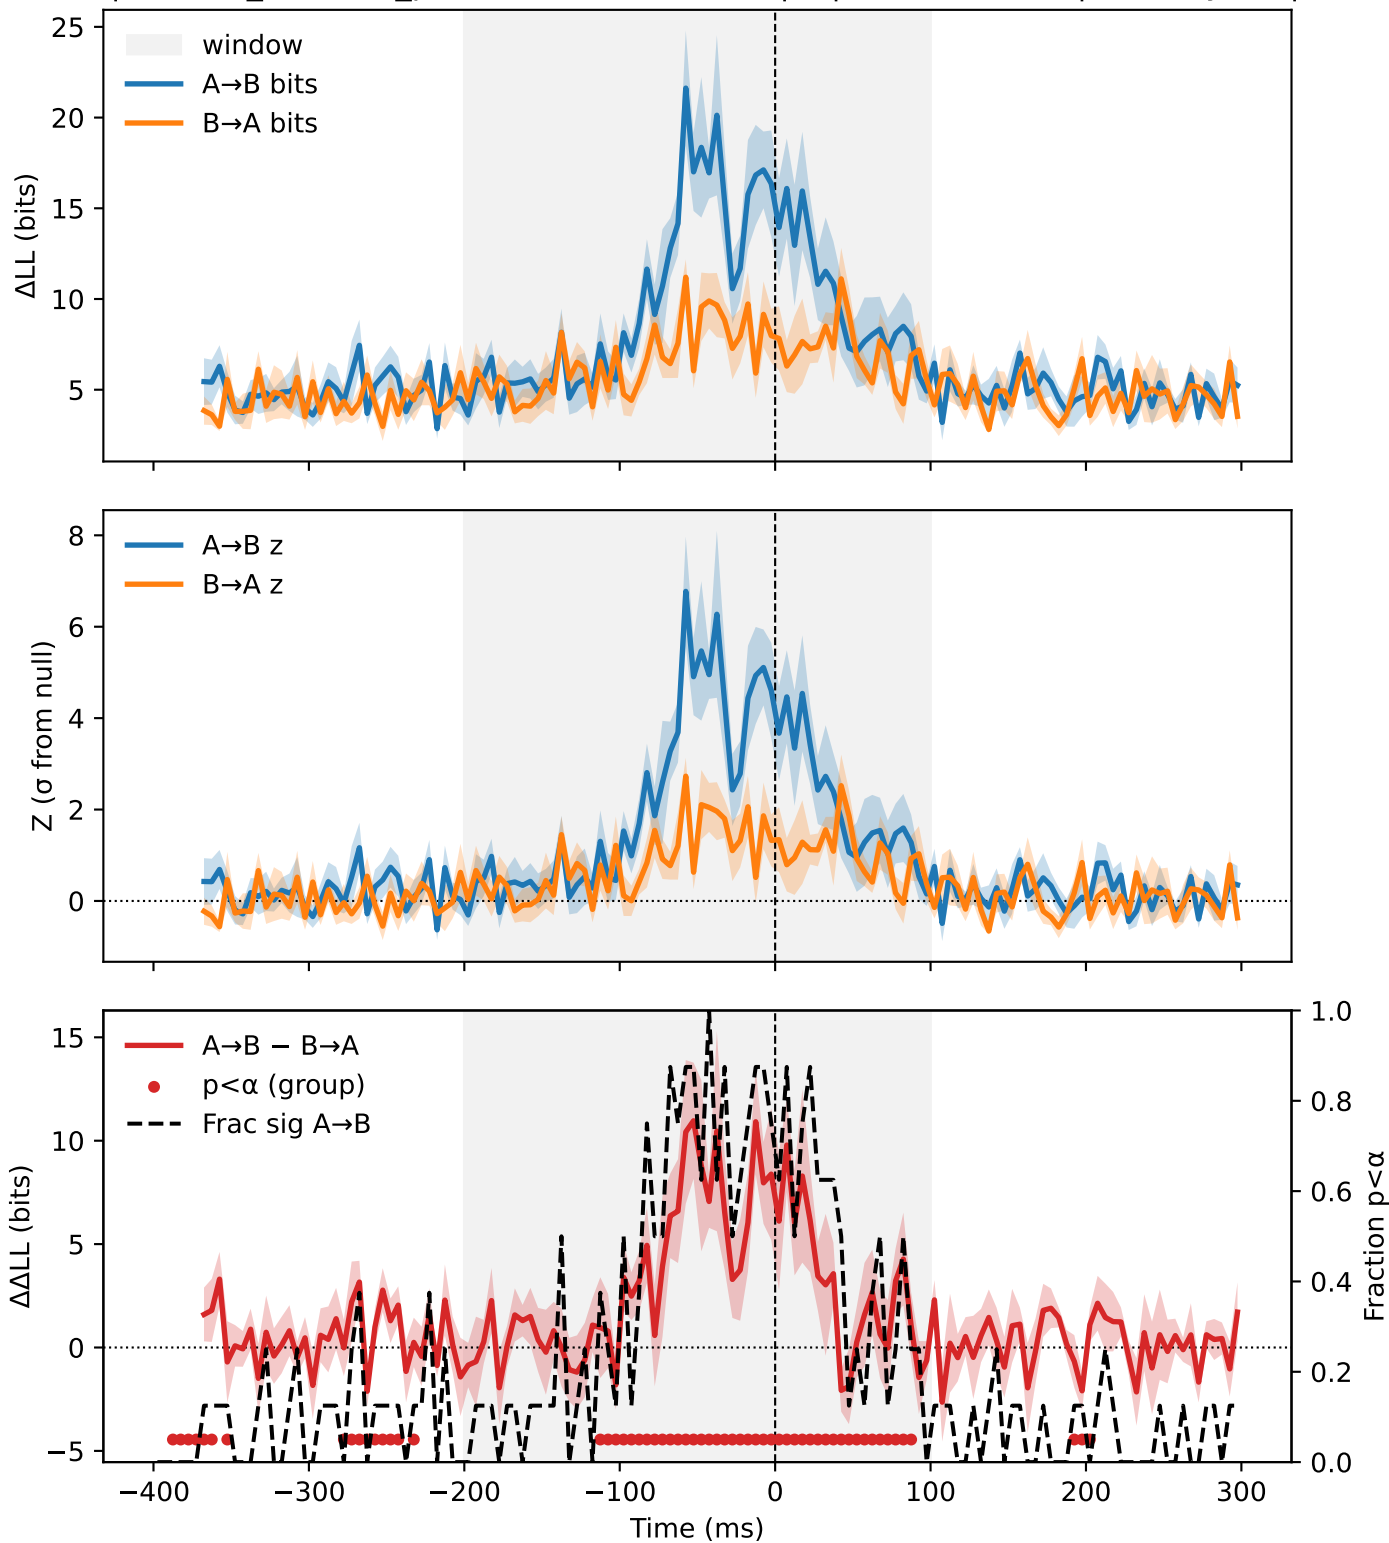 25
20
15
10
5
ΔLL (bits)
window
A→B bits
B→A bits
8
6
4
2
0
Z (σ from null)
A→B z
B→A z
15
10
5
0
−5
ΔΔLL (bits)
A→B − B→A
p<α (group)
Frac sig A→B
1.0
0.8
0.6
0.4
0.2
0.0
Fraction p<α
−400 −300 −200 −100 0 100 200 300
Time (ms)